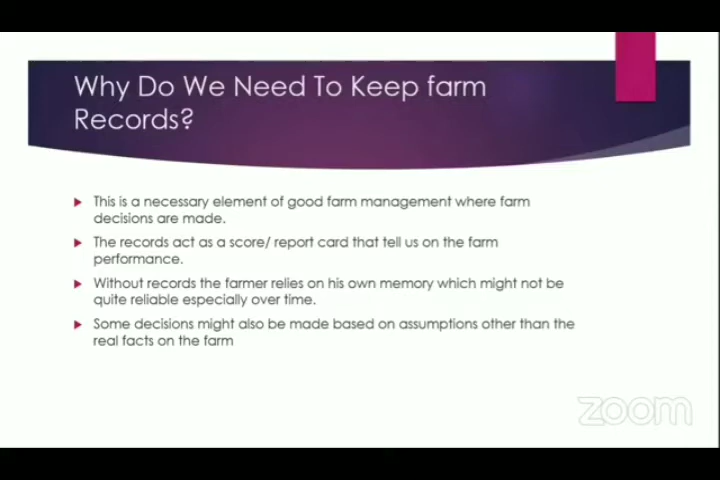 Why Do We Need To Keep farm
Records?
This is a necessary element of good farm management where farm
decisions are made.
The records act as a score/ report card that tell us on the farm
performance.
Without records the farmer relies on his own memory which might not be
quite reliable especially over time.
Some decisions might also be made based on assumptions other than the
real facts on the farm
zoom